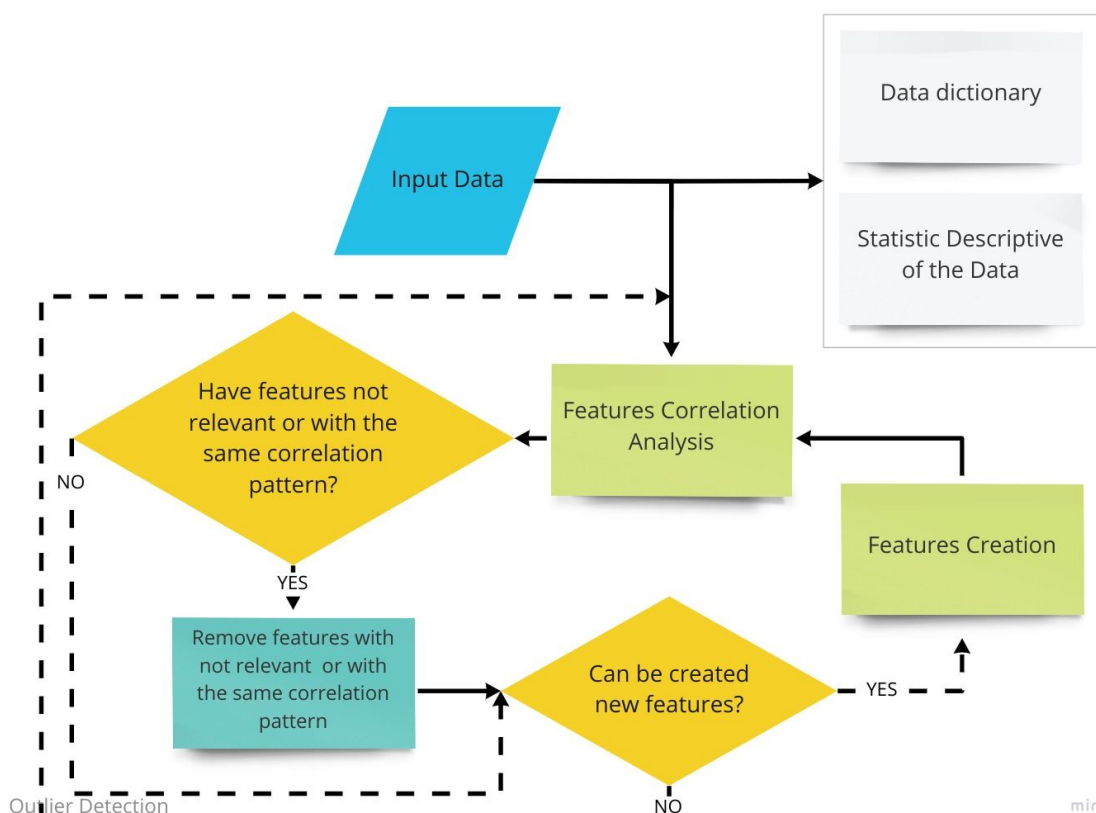 Data dictionary
Input Data
Statistic Descriptive
of the Data
Have features not
relevant or with the
same correlation
pattern?
Features Correlation
Analysis
NO
Features Creation
YES
Remove features with
not relevant or with
the same correlation
pattern
Can be created
new features?
YES
NO
Outlier Detection